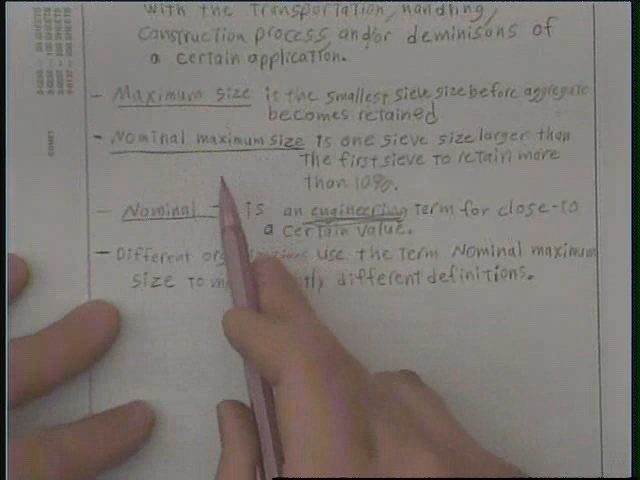 with the Transportation, handling,
construction process, and/or deminisons of
a certain application.
- Maximum size is the smallest sieve size before aggregate
becomes retained
- Nominal maximum size is one sieve size larger than
the first sieve to retain more
than 10%.
- Nominal - is an engineering term for close-to
a certain value.
- Different use the term Nominal maximum
size to different definitions.
COMET